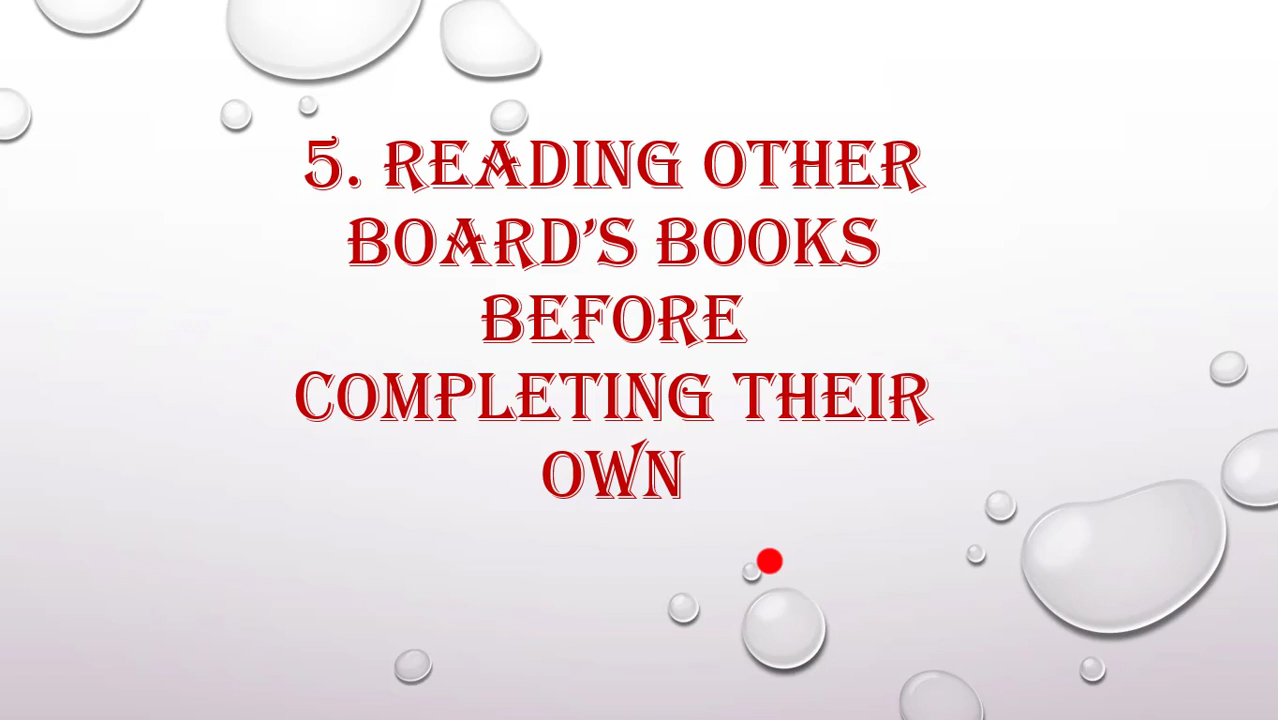 5. READING OTHER
BOARD’S BOOKS
BEFORE
COMPLETING THEIR
OWN